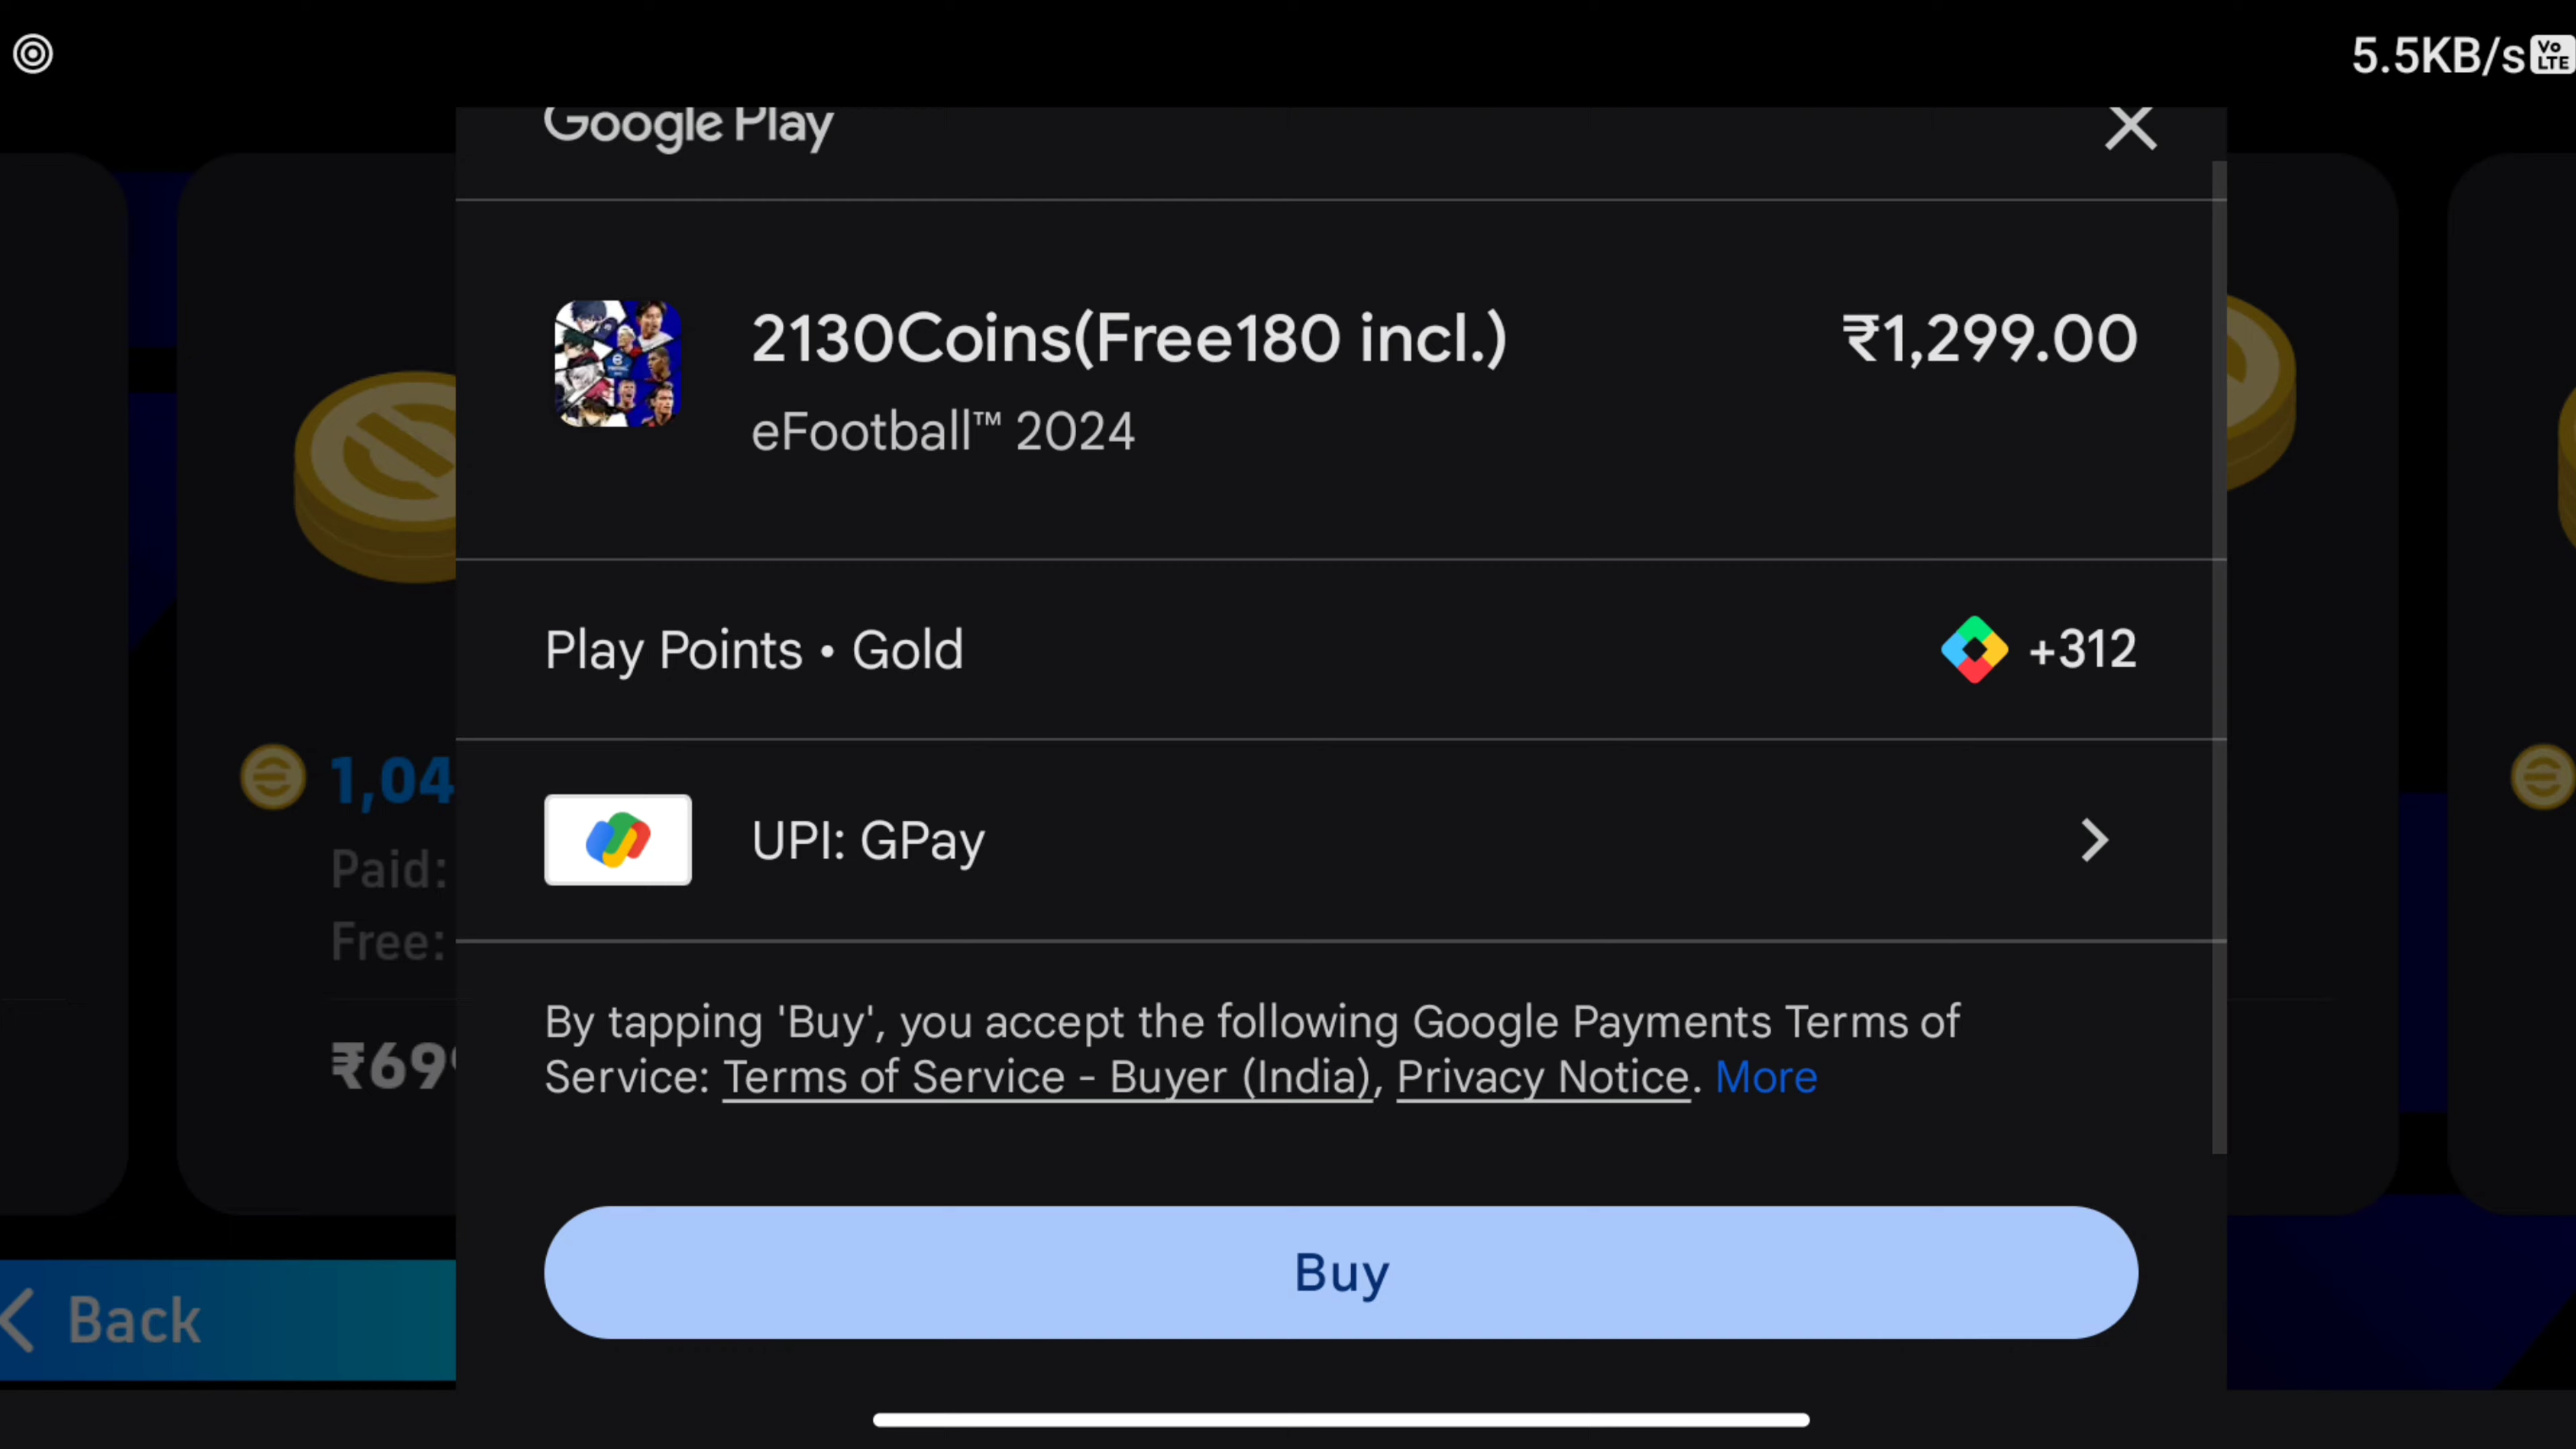 5.5KB/s Vo LTE
Google Play
2130Coins(Free180 incl.)
₹1,299.00
eFootball™ 2024
Play Points • Gold
+312
UPI: GPay
By tapping 'Buy', you accept the following Google Payments Terms of
Service: Terms of Service - Buyer (India), Privacy Notice. More
Buy
1,04
Paid:
Free:
₹69
Back